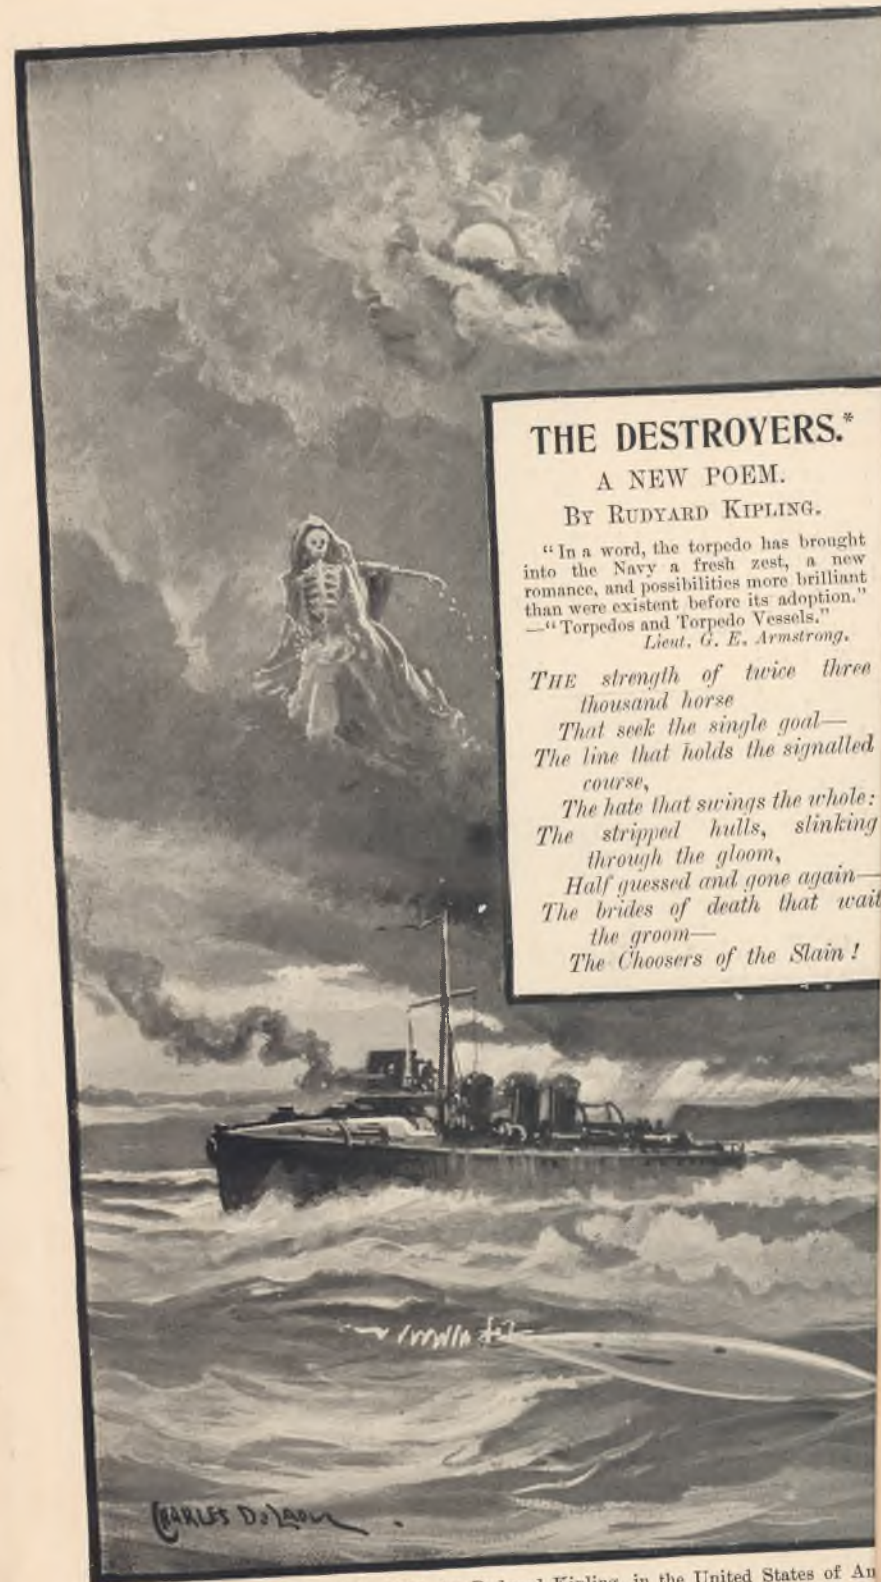 THE DESTROYERS.*
A NEW POEM.
BY RUDYARD KIPLING.
"In a word, the torpedo has brought
into the Navy a fresh zest, a new
romance, and possibilities more brilliant
than were existent before its adoption."
—"Torpedos and Torpedo Vessels."
Lieut. G. E. Armstrong.
THE strength of twice three
thousand horse
That seek the single goal—
The line that holds the signalled
course,
The hate that swings the whole:
The stripped hulls, slinking
through the gloom,
Half guessed and gone again—
The brides of death that wait
the groom—
The Choosers of the Slain!
CHARLES
Kipling, in the United States of